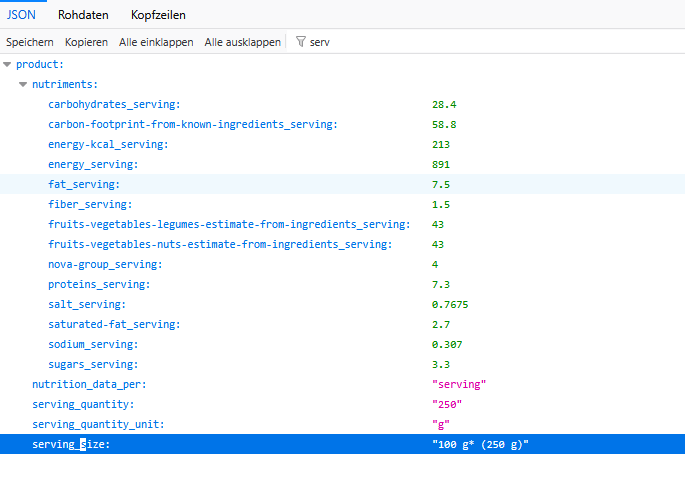 JSON Rohdaten Kopfzeilen
Speichern Kopieren Alle einklappen Alle ausklappen serv
product:
nutriments:
carbohydrates_serving: 28.4
carbon-footprint-from-known-ingredients_serving: 58.8
energy-kcal_serving: 213
energy_serving: 891
fat_serving: 7.5
fiber_serving: 1.5
fruits-vegetables-legumes-estimate-from-ingredients_serving: 43
fruits-vegetables-nuts-estimate-from-ingredients_serving: 43
nova-group_serving: 4
proteins_serving: 7.3
salt_serving: 0.7675
saturated-fat_serving: 2.7
sodium_serving: 0.307
sugars_serving: 3.3
nutrition_data_per: "serving"
serving_quantity: "250"
serving_quantity_unit: "g"
serving_size: "100 g* (250 g)"